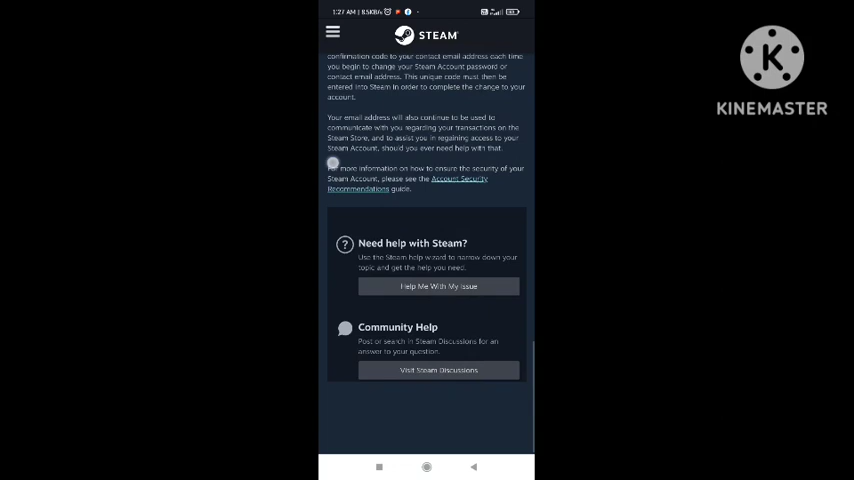 1:27 AM | 8.5KB/s
STEAM
confirmation code to your contact email address each time
you begin to change your Steam Account password or
contact email address. This unique code must then be
entered into Steam in order to complete the change to your
account.
Your email address will also continue to be used to
communicate with you regarding your transactions on the
Steam Store, and to assist you in regaining access to your
Steam Account, should you ever need help with that.
For more information on how to ensure the security of your
Steam Account, please see the Account Security
Recommendations guide.
Need help with Steam?
Use the Steam help wizard to narrow down your
topic and get the help you need.
Help Me With My Issue
Community Help
Post or search in Steam Discussions for an
answer to your question.
Visit Steam Discussions
K
KINEMASTER